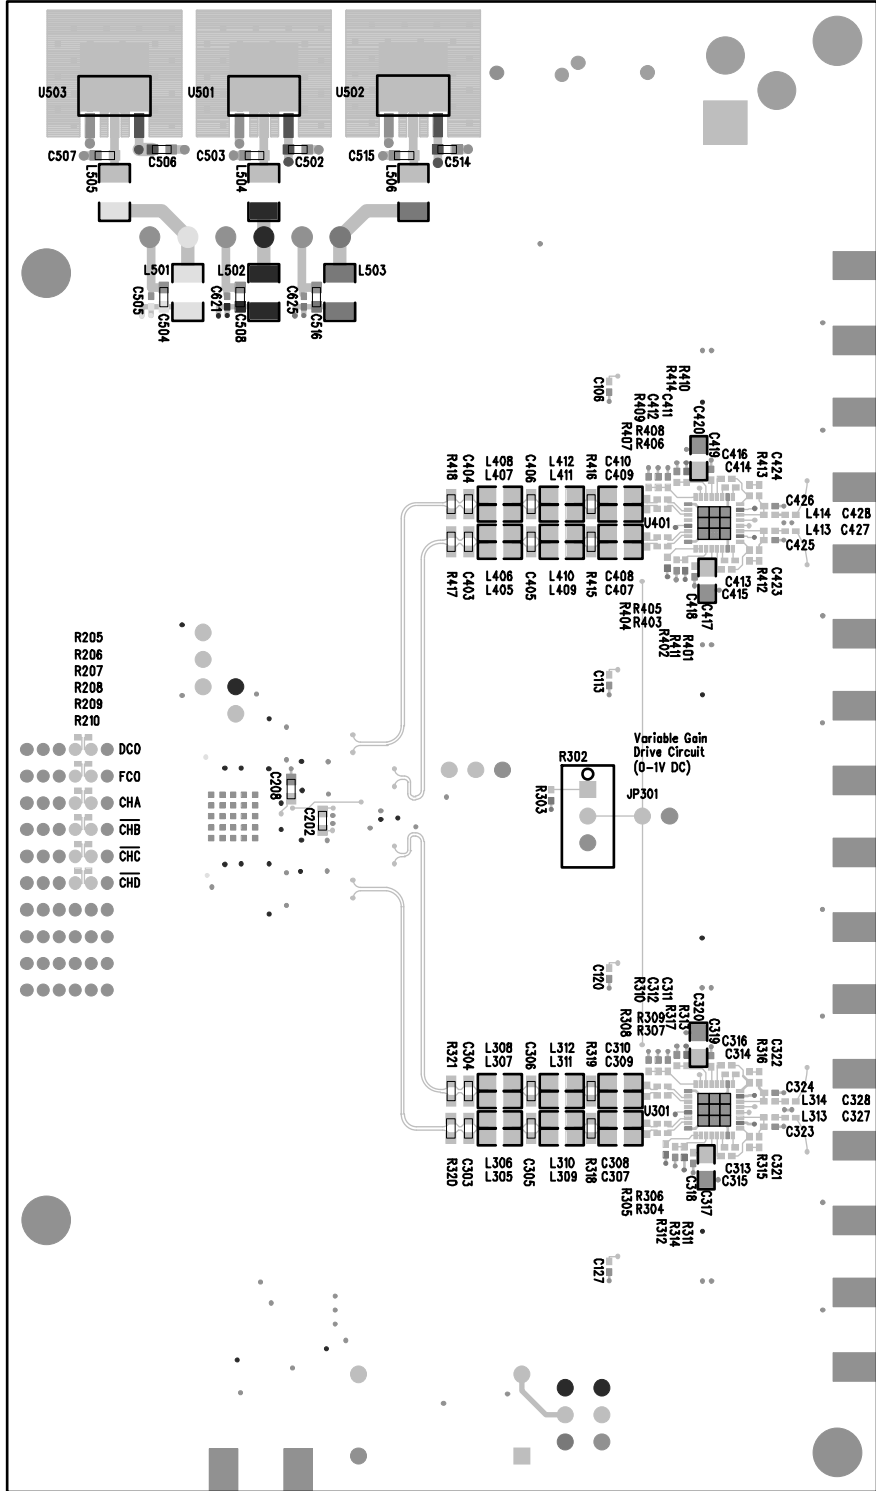 U503
U501
U502
C507
C506
C503
C502
C515
C514
L505
L504
L506
L501
L502
L503
C505
C504
C621
C508
C625
C516
C106
R414
R410
R409
C412
C411
R408
R407 R406
C420
C419
C416
C414
R413
C424
R418
C404
L408
L407
C406
L412
L411
R416
C410
C409
U401
C426
L414 C428
L413 C427
C425
R417
C403
L406
L405
C405
L410
L409
R415
C408
C407
C413
C415
R412
C423
C418
C417
R405
R404 R403
R402
R411
R401
R205
R206
R207
R208
R209
R210
C113
DCO
FCO
CHA
CHB
CHC
CHD
C208
C202
Variable Gain
Drive Circuit
(0-1V DC)
R302
R303
JP301
C120
R310
C312
C311
R317
R313
R309
R308 R307
C320
C319
C316
C314
R316
C322
R321
C304
L308
L307
C306
L312
L311
R319
C310
C309
U301
C324
L314 C328
L313 C327
C323
R320
C303
L306
L305
C305
L310
L309
R318
C308
C307
C313
C315
R315
C321
C318
C317
R306
R305 R304
R312
R314
R311
C127